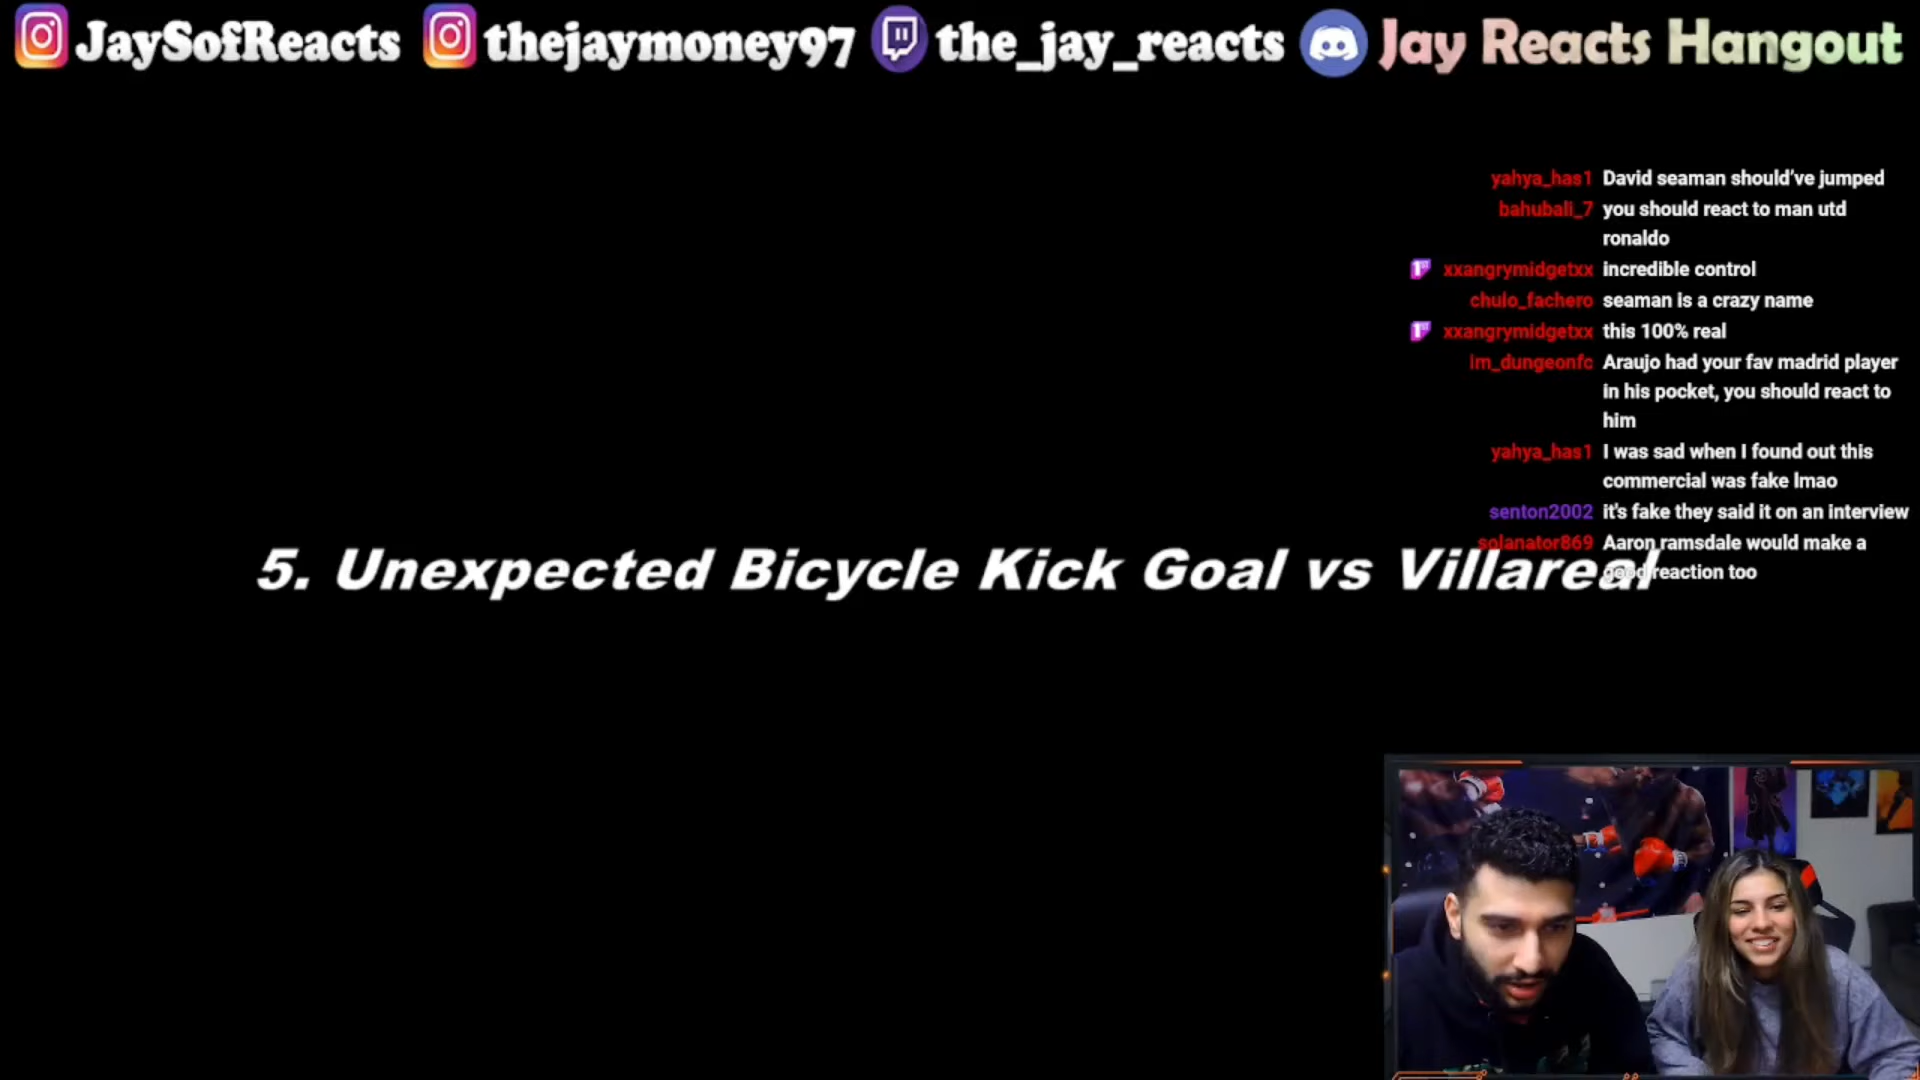 JaySofReacts thejaymoney97 the_jay_reacts Jay Reacts Hangout
yahya_has1 David seaman should've jumped
bahubali_7 you should react to man utd
ronaldo
xxangrymidgetxx incredible control
chulo_fachero seaman is a crazy name
xxangrymidgetxx this 100% real
im_dungeonfc Araujo had your fav madrid player
in his pocket, you should react to
him
yahya_has1 I was sad when I found out this
commercial was fake lmao
senton2002 it's fake they said it on an interview
solanator869 Aaron ramsdale would make a
good reaction too
5. Unexpected Bicycle Kick Goal vs Villareal